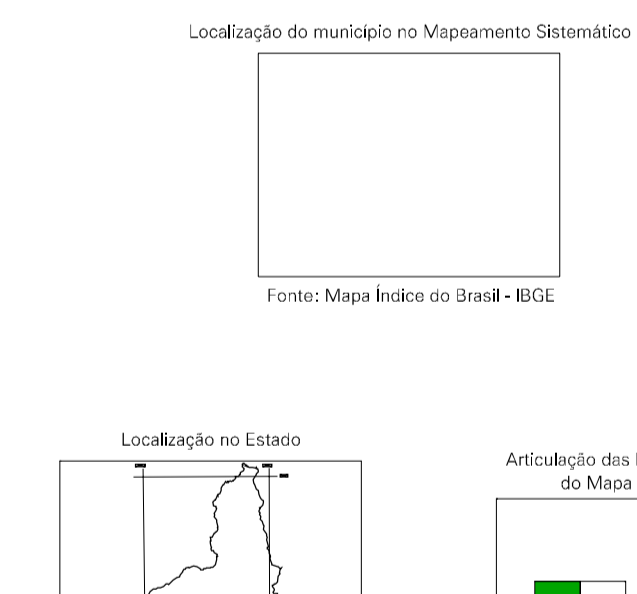 Localização do município no Mapeamento Sistemático
Fonte: Mapa Índice do Brasil - IBGE
Localização no Estado
Articulação das
do Mapa